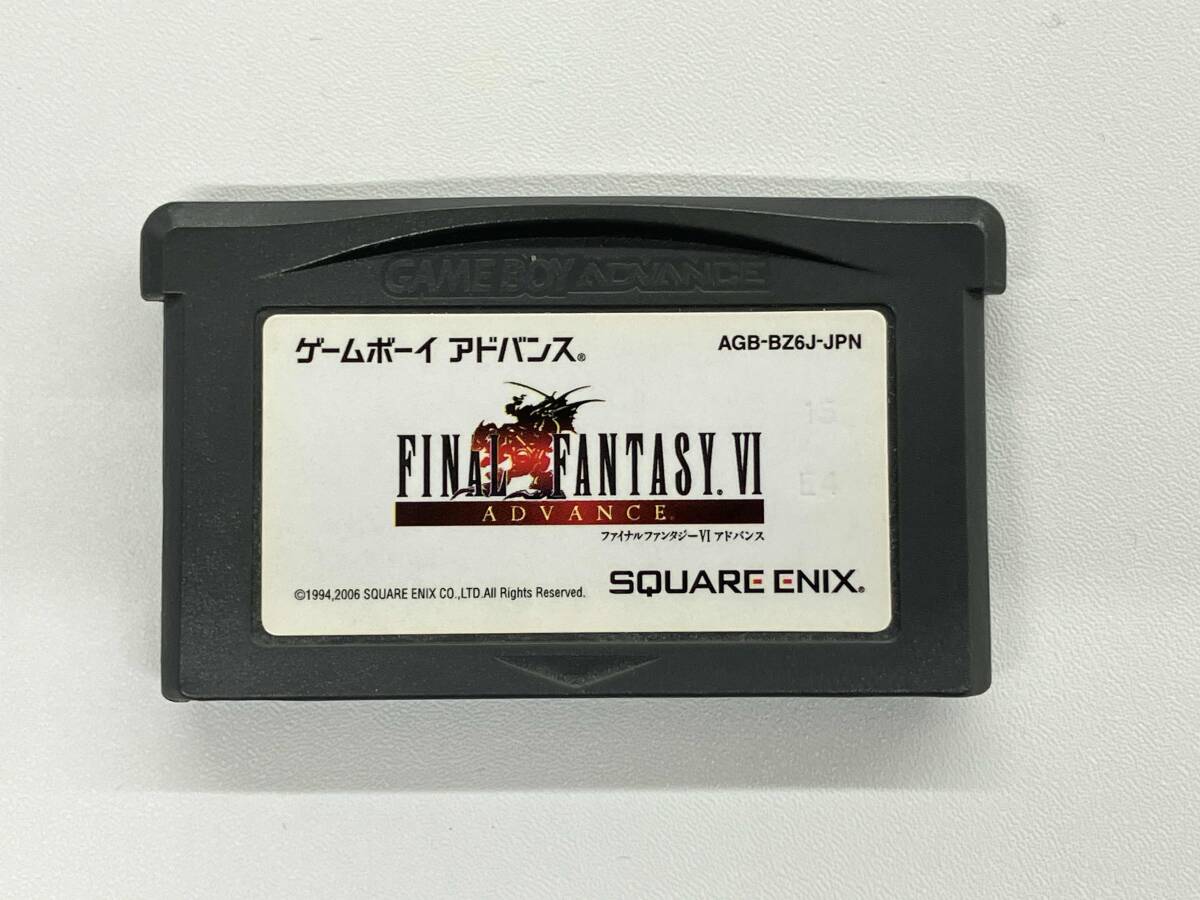 GAME BOY ADVANCE
ゲームボーイ アドバンス®
AGB-BZ6J-JPN
15
E4
FINAL FANTASY. VI
ADVANCE®
ファイナルファンタジーVI アドバンス
©1994,2006 SQUARE ENIX CO.,LTD.All Rights Reserved.
SQUARE ENIX®